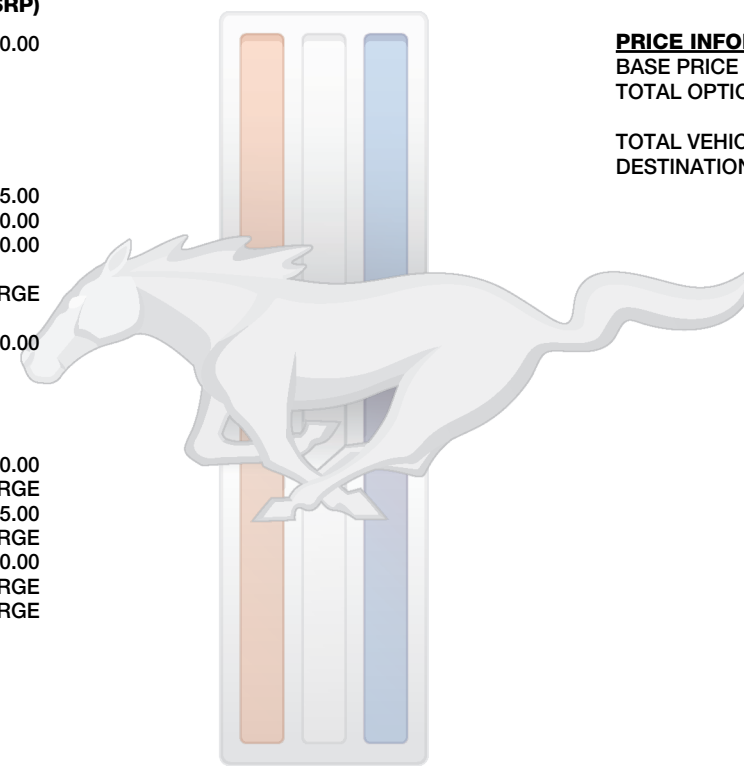 SRP)
0.00
5.00
0.00
0.00
RGE
0.00
0.00
RGE
5.00
RGE
0.00
RGE
RGE
PRICE INFO
BASE PRICE
TOTAL OPTIO
TOTAL VEHIC
DESTINATION